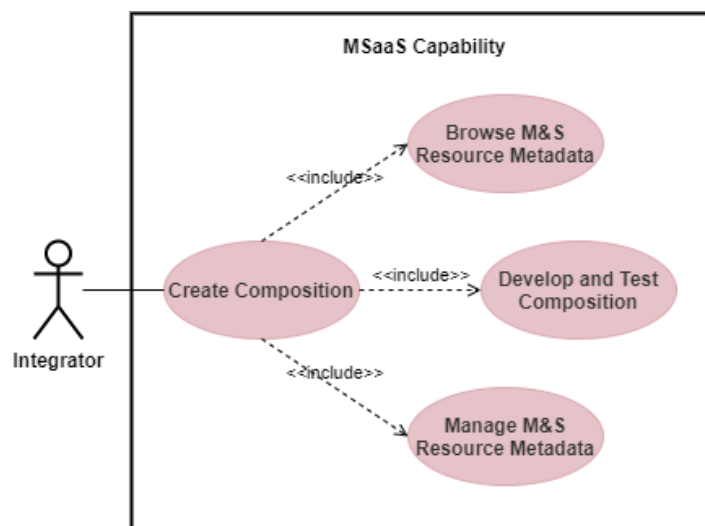 MSaaS Capability
Browse M&S
Resource Metadata
<<include>>
Create Composition
<<include>>
Develop and Test
Composition
Integrator
<<include>>
Manage M&S
Resource Metadata